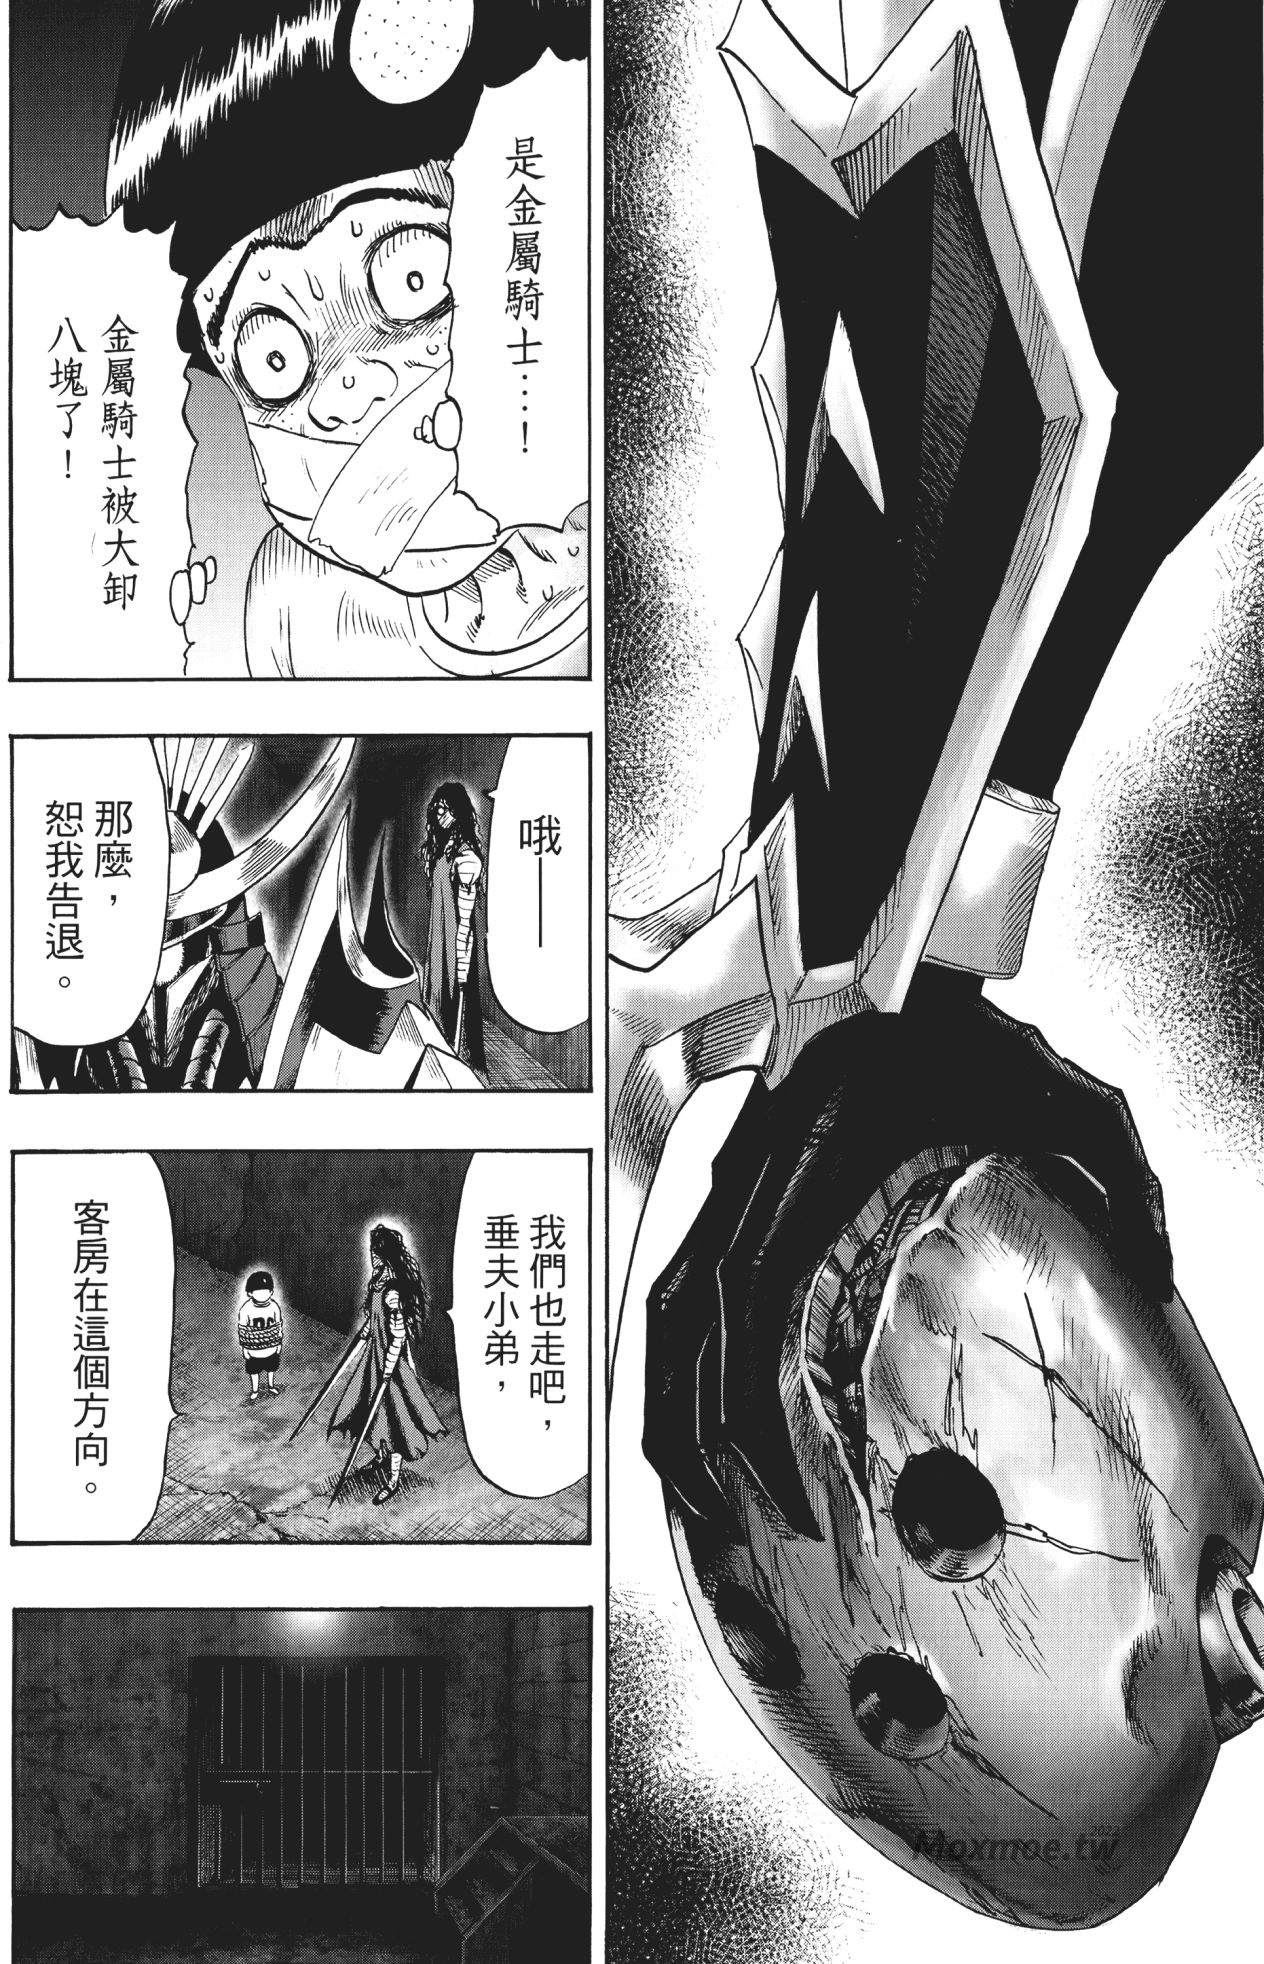 是金屬騎士…！
金屬騎士被大卸
八塊了！
哦——
那麼，
恕我告退。
我們也走吧，
垂夫小弟，
客房在這個方向。
2022
Moxmoe.tw